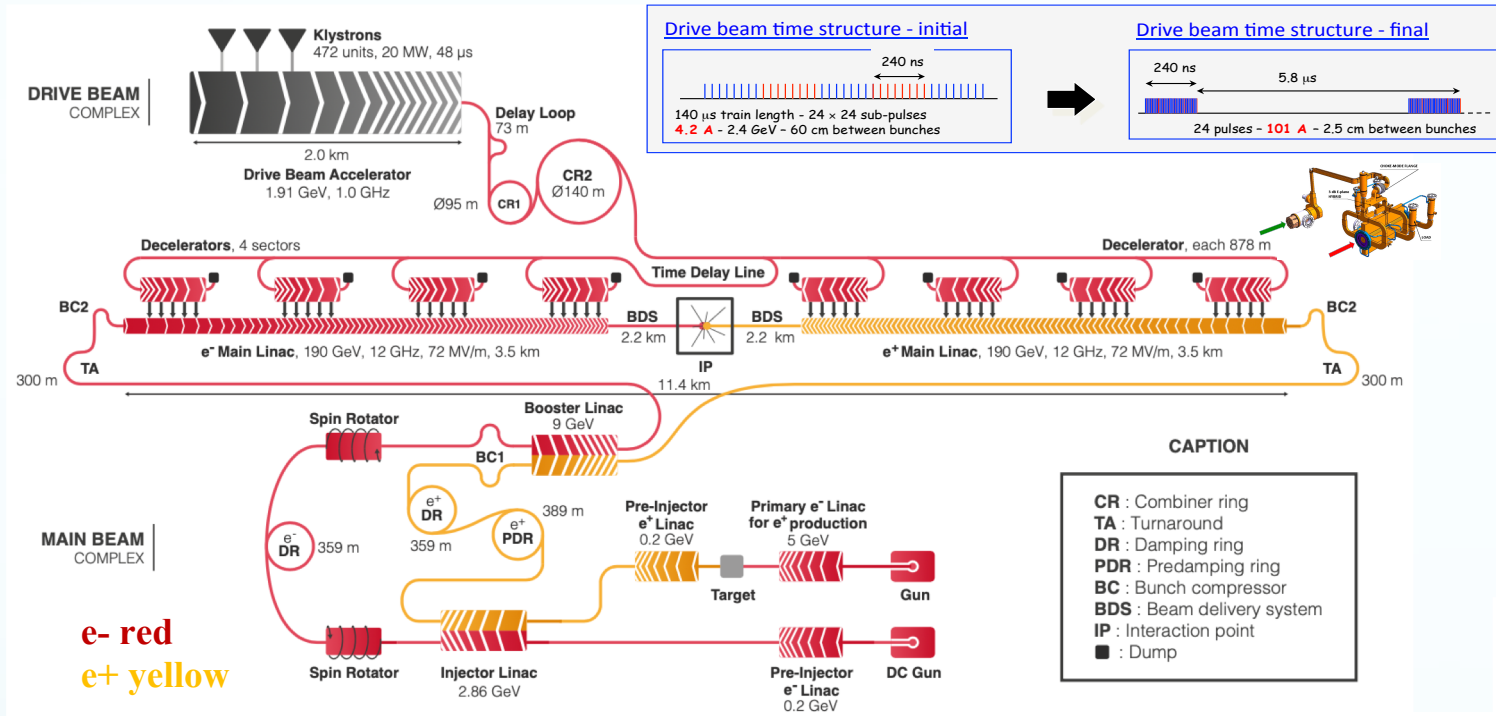 Klystrons
472 units, 20 MW, 48 µs
DRIVE BEAM
COMPLEX
2.0 km
Drive Beam Accelerator
1.91 GeV, 1.0 GHz
Delay Loop
73 m
CR2
Ø140 m
Ø95 m
CR1
Drive beam time structure - initial
240 ns
140 µs train length - 24 × 24 sub-pulses
4.2 A - 2.4 GeV – 60 cm between bunches
Drive beam time structure - final
240 ns
5.8 µs
24 pulses – 101 A – 2.5 cm between bunches
CHOKE-MODE FLANGE
HYBRID
LOAD
Decelerators, 4 sectors
Time Delay Line
Decelerator, each 878 m
BC2
BDS
2.2 km
BDS
2.2 km
BC2
e- Main Linac, 190 GeV, 12 GHz, 72 MV/m, 3.5 km
IP
e+ Main Linac, 190 GeV, 12 GHz, 72 MV/m, 3.5 km
TA
300 m
11.4 km
TA
300 m
Spin Rotator
Booster Linac
9 GeV
BC1
MAIN BEAM
COMPLEX
e-
DR
359 m
e+
DR
359 m
389 m
e+
PDR
Pre-Injector
e+ Linac
0.2 GeV
Primary e- Linac
for e+ production
5 GeV
Target
Gun
e- red
e+ yellow
Spin Rotator
Injector Linac
2.86 GeV
Pre-Injector
e- Linac
0.2 GeV
DC Gun
CAPTION
CR : Combiner ring
TA : Turnaround
DR : Damping ring
PDR : Predamping ring
BC : Bunch compressor
BDS : Beam delivery system
IP : Interaction point
: Dump